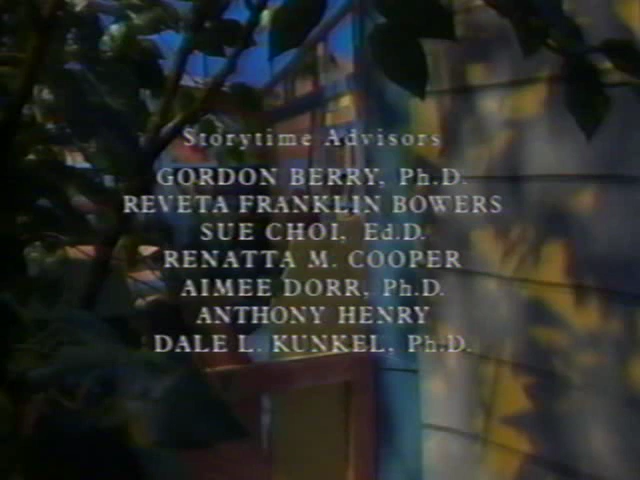 Storytime Advisors
GORDON BERRY, Ph.D.
REVETA FRANKLIN BOWERS
SUE CHOI, Ed.D.
RENATTA M. COOPER
AIMEE DORR, Ph.D.
ANTHONY HENRY
DALE L. KUNKEL, Ph.D.